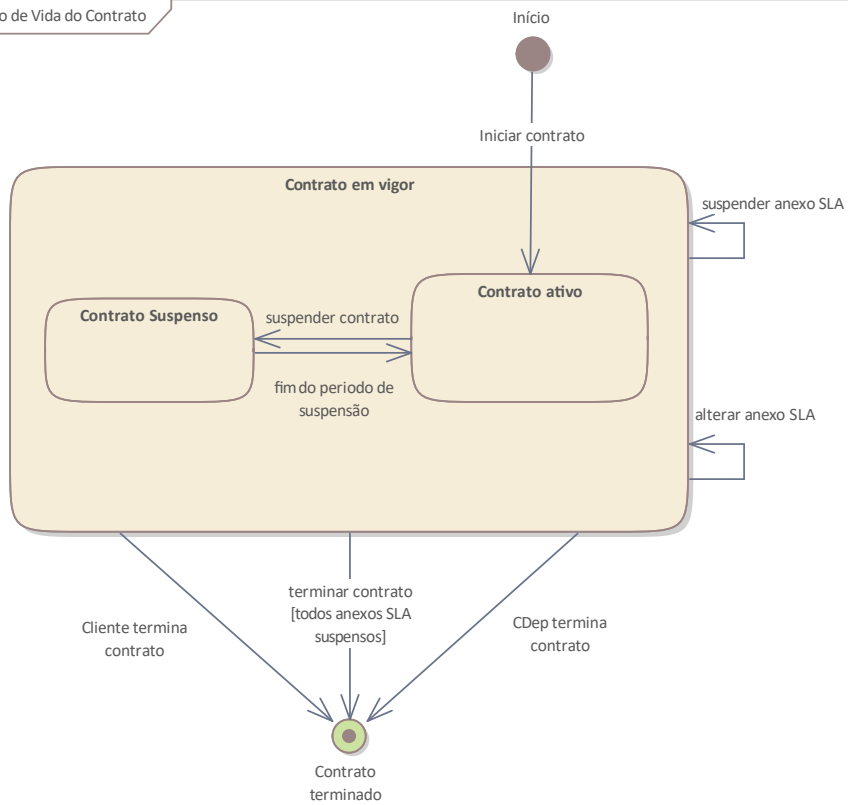 o de Vida do Contrato
Início
Iniciar contrato
Contrato em vigor
suspender anexo SLA
Contrato ativo
Contrato Suspenso
suspender contrato
fim do periodo de
suspensão
alterar anexo SLA
terminar contrato
[todos anexos SLA
suspensos]
Cliente termina
contrato
CDep termina
contrato
Contrato
terminado